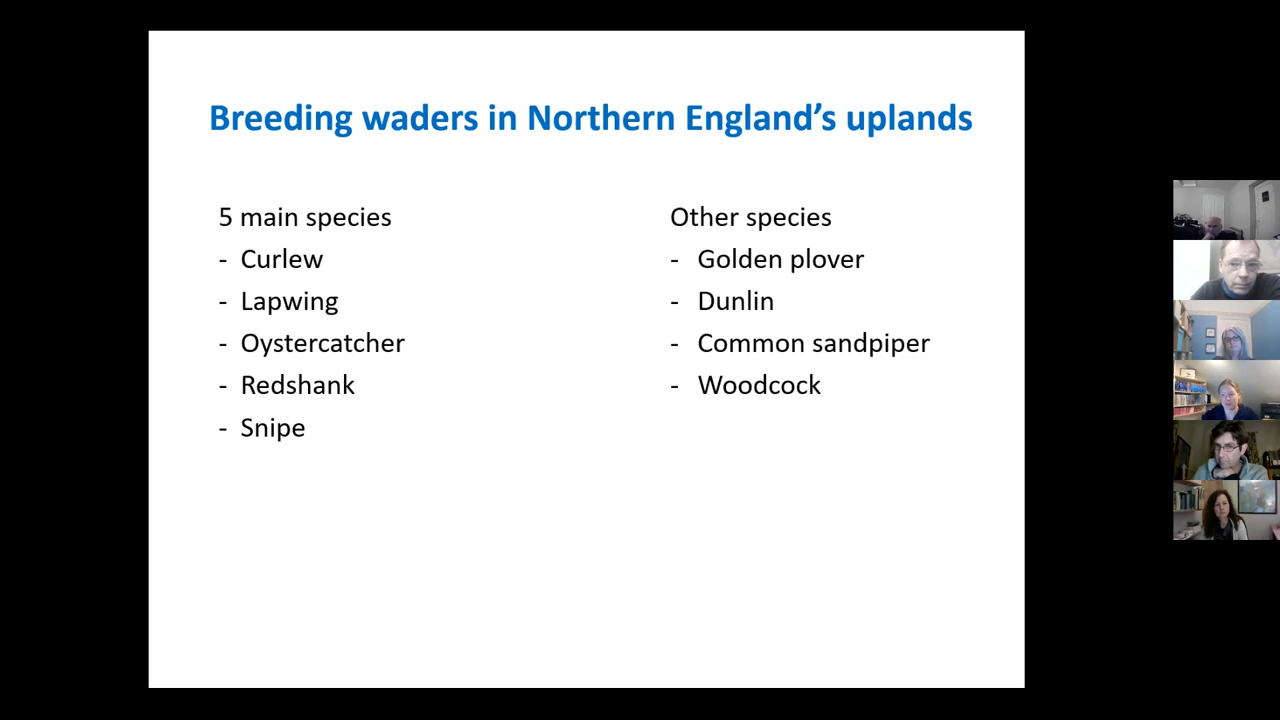 Breeding waders in Northern England’s uplands
5 main species
- Curlew
- Lapwing
- Oystercatcher
- Redshank
- Snipe
Other species
- Golden plover
- Dunlin
- Common sandpiper
- Woodcock